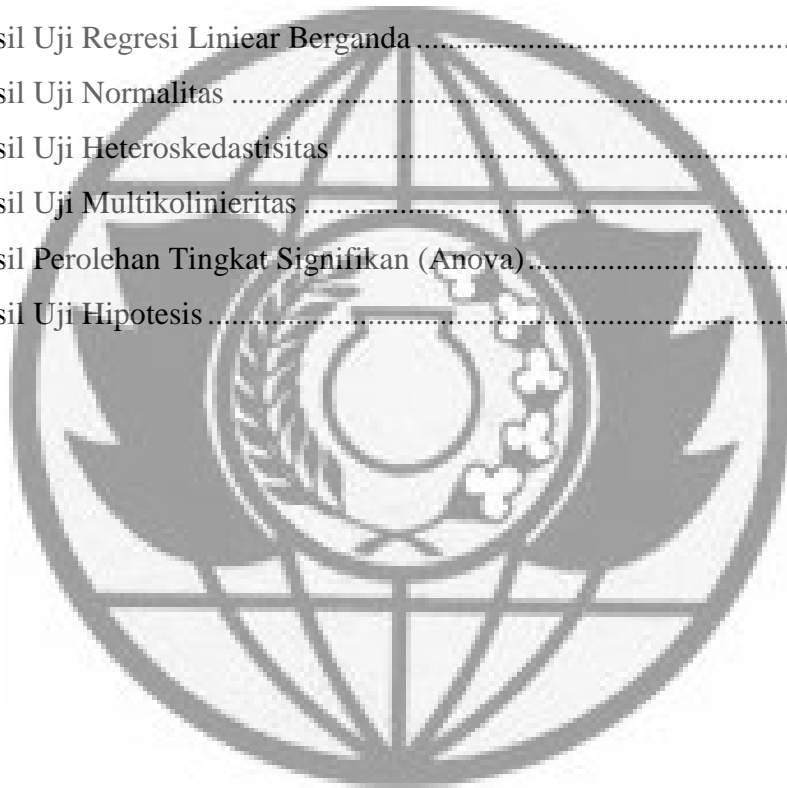 sil Uji Regresi Liniear Berganda ........................................................
sil Uji Normalitas ........................................................
sil Uji Heteroskedastisitas ........................................................
sil Uji Multikolinieritas ........................................................
sil Perolehan Tingkat Signifikan (Anova) ........................................................
sil Uji Hipotesis ........................................................